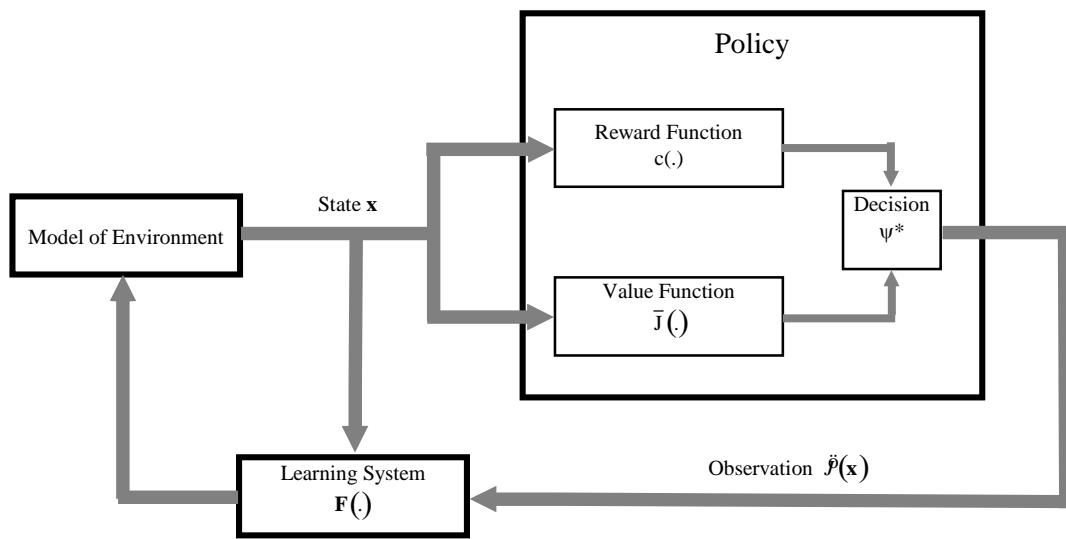 Policy
Reward Function
c(.)
State x
Decision
ψ*
Model of Environment
Value Function
J̄(.)
Learning System
F(.)
Observation (x)